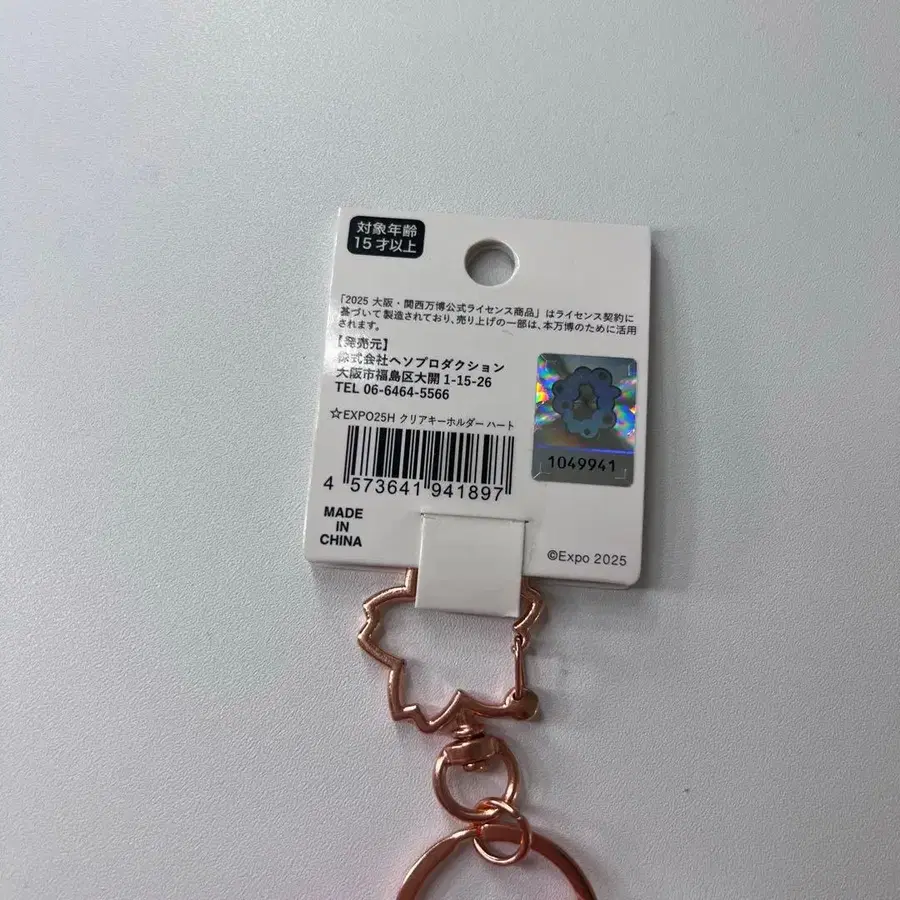 対象年齢
15才以上
「2025 大阪・関西万博公式ライセンス商品」はライセンス契約に
基づいて製造されており、売り上げの一部は、本万博のために活用
されます。
【発売元】
株式会社ヘソプロダクション
大阪市福島区大開 1-15-26
TEL 06-6464-5566
☆EXPO25H クリアキーホルダー ハート
4 573641 941897
1049941
MADE
IN
CHINA
©Expo 2025